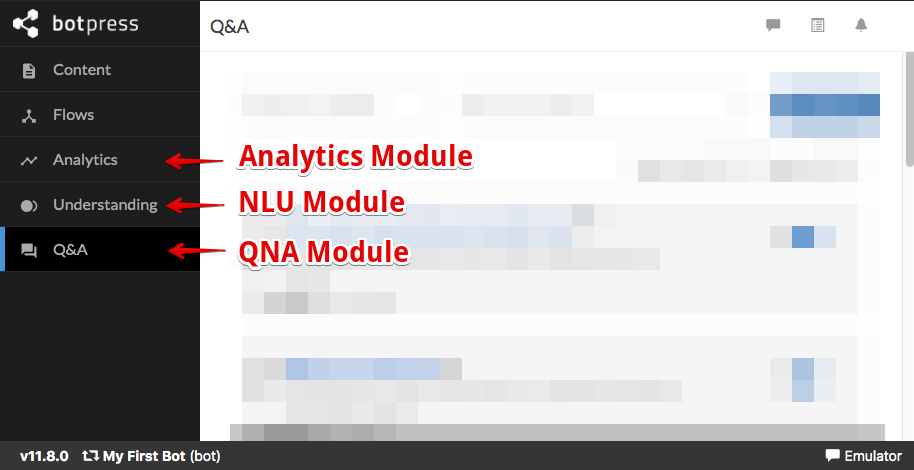 botpress
Q&A
Content
Flows
Analytics
Analytics Module
Understanding
NLU Module
Q&A
QNA Module
v11.8.0 My First Bot (bot)
Emulator